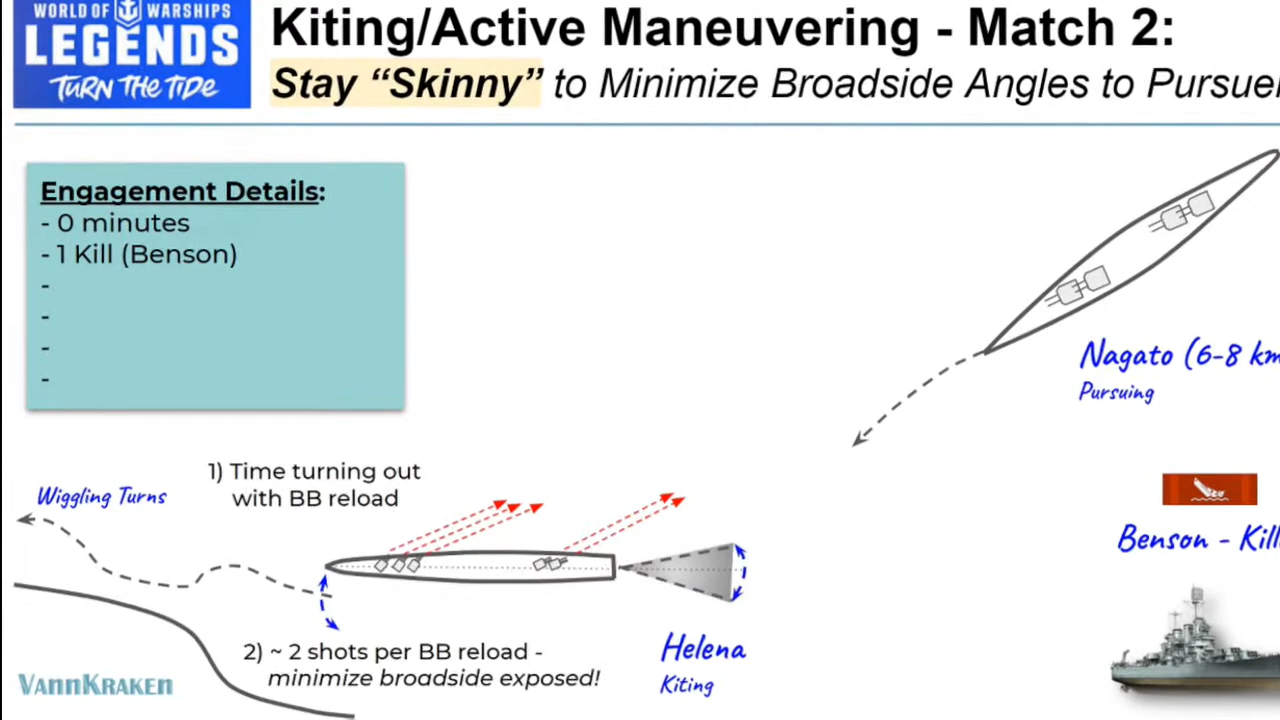 WORLD OF WARSHIPS
LEGENDS
TURN THE TIDE
Kiting/Active Maneuvering - Match 2:
Stay “Skinny” to Minimize Broadside Angles to Pursuer
Engagement Details:
- 0 minutes
- 1 Kill (Benson)
-
-
-
-
Nagato (6-8 km
Pursuing
1) Time turning out
with BB reload
Wiggling Turns
Benson - Kill
2) ~ 2 shots per BB reload -
minimize broadside exposed!
Helena
Kiting
VannKraken